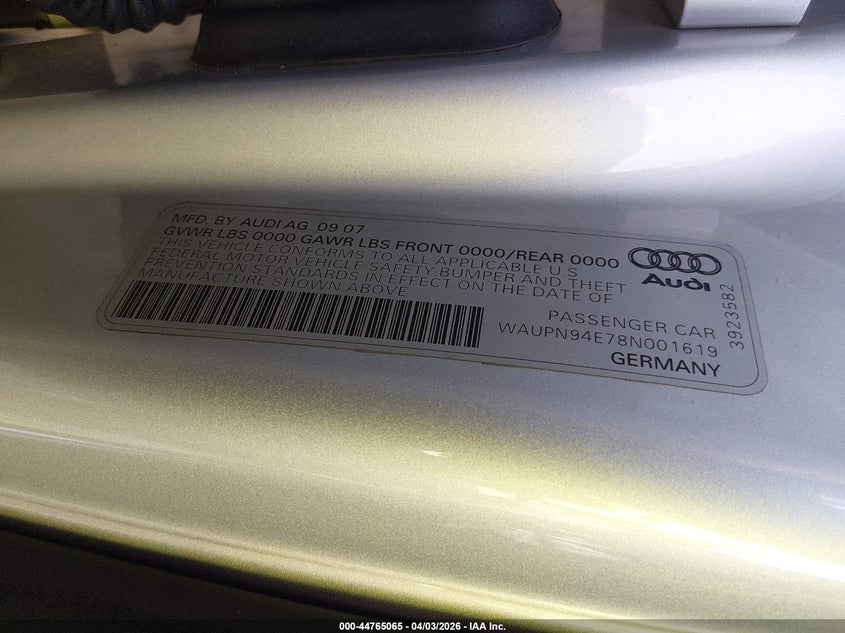 MFD. BY AUDI AG 09 07
GVWR LBS 0000 GAWR LBS FRONT 0000/REAR 0000
THIS VEHICLE CONFORMS TO ALL APPLICABLE U.S
FEDERAL MOTOR VEHICLE SAFETY,BUMPER AND THEFT
PREVENTION STANDARDS IN EFFECT ON THE DATE OF
MANUFACTURE SHOWN ABOVE
Audi
PASSENGER CAR
WAUPN94E78N001619
GERMANY
3923582
000-44765065 - 04/03/2026 - IAA Inc.